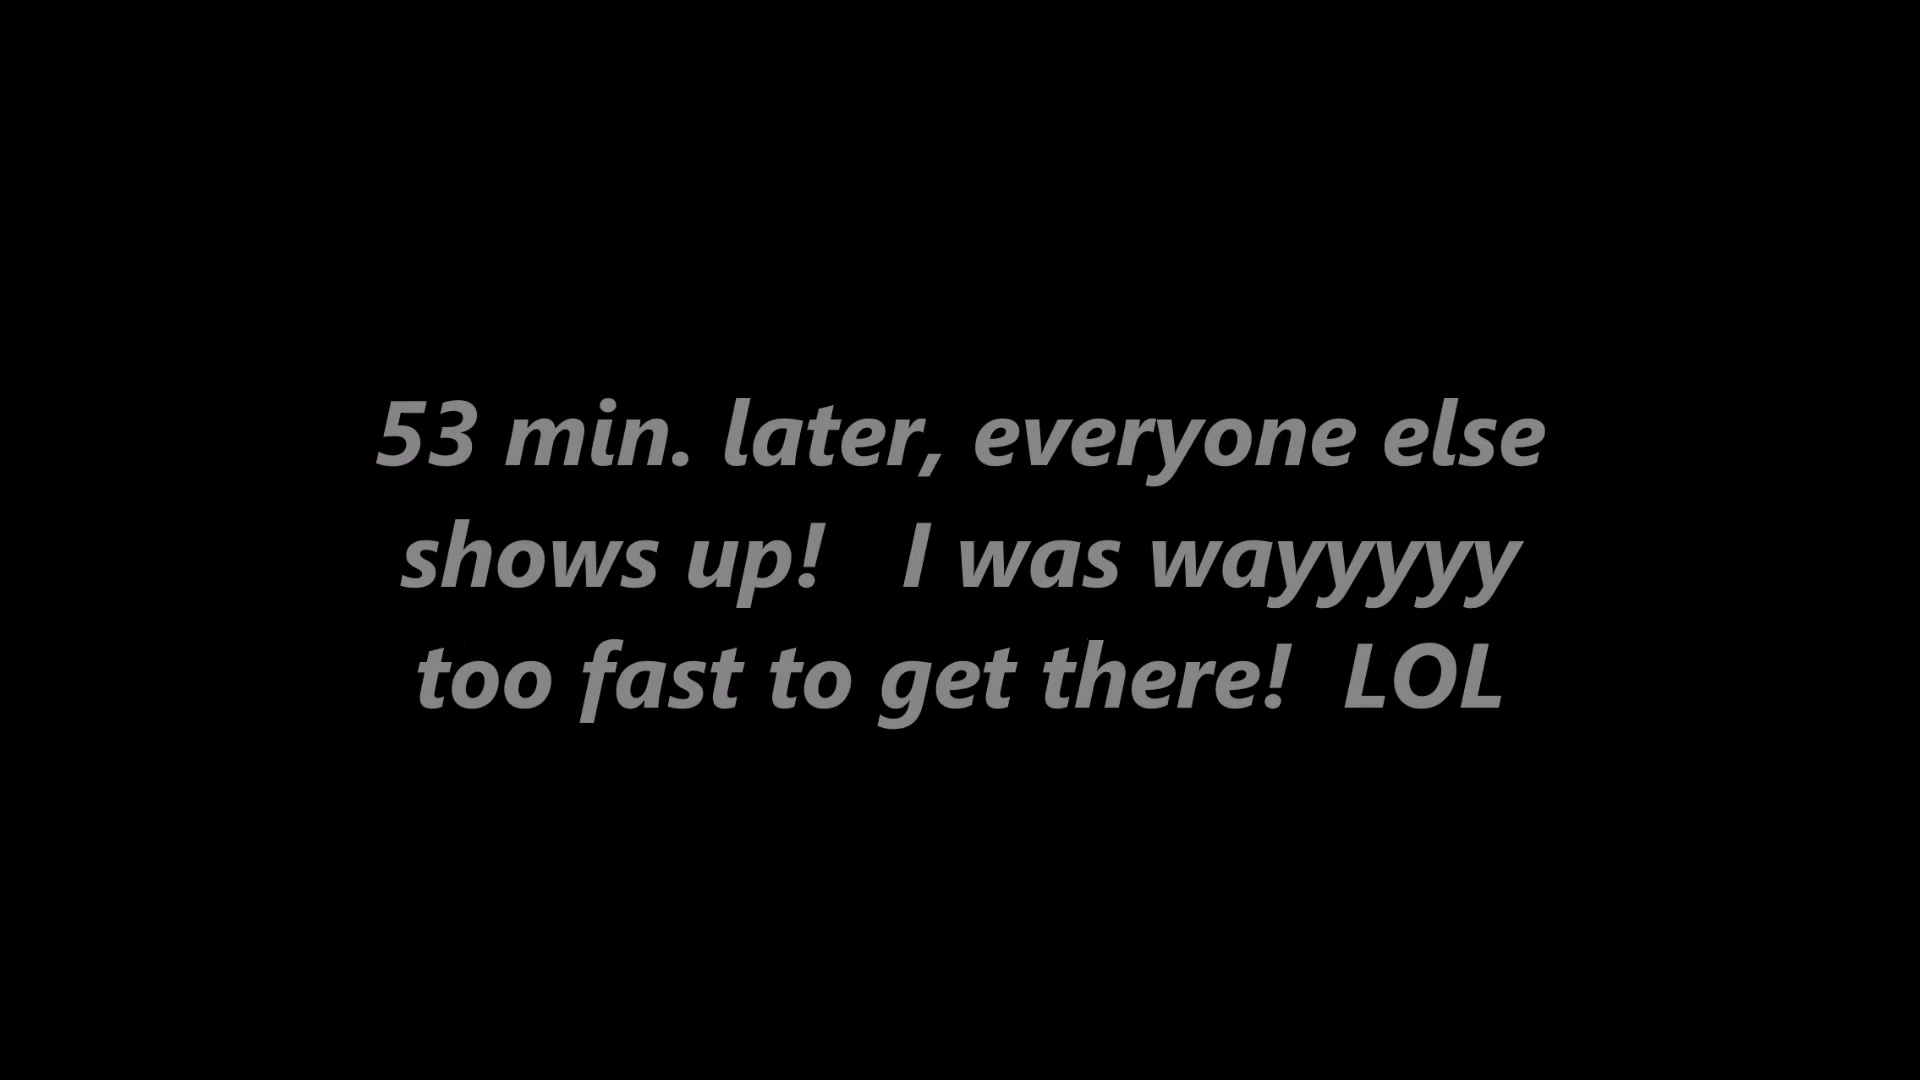 53 min. later, everyone else
shows up!   I was wayyyyy
too fast to get there!  LOL